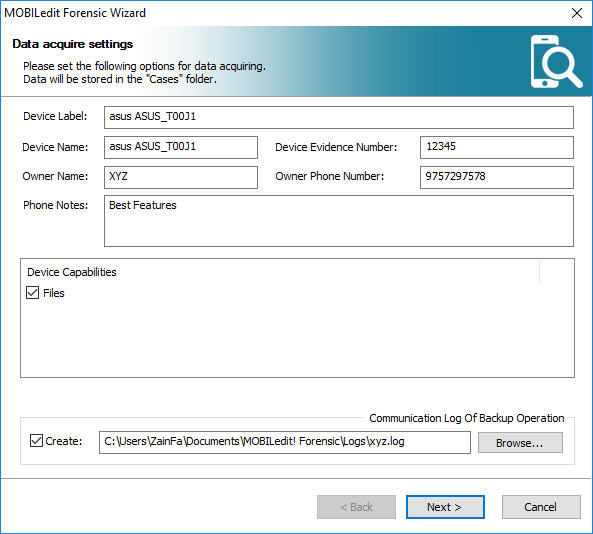 MOBILedit Forensic Wizard
Data acquire settings
Please set the following options for data acquiring.
Data will be stored in the "Cases" folder.
Device Label: asus ASUS_T00J1
Device Name: asus ASUS_T00J1 Device Evidence Number: 12345
Owner Name: XYZ Owner Phone Number: 9757297578
Phone Notes: Best Features
Device Capabilities
Files
Communication Log Of Backup Operation
Create: C:\Users\ZainFa\Documents\MOBILedit! Forensic\Logs\xyz.log Browse...
< Back Next > Cancel